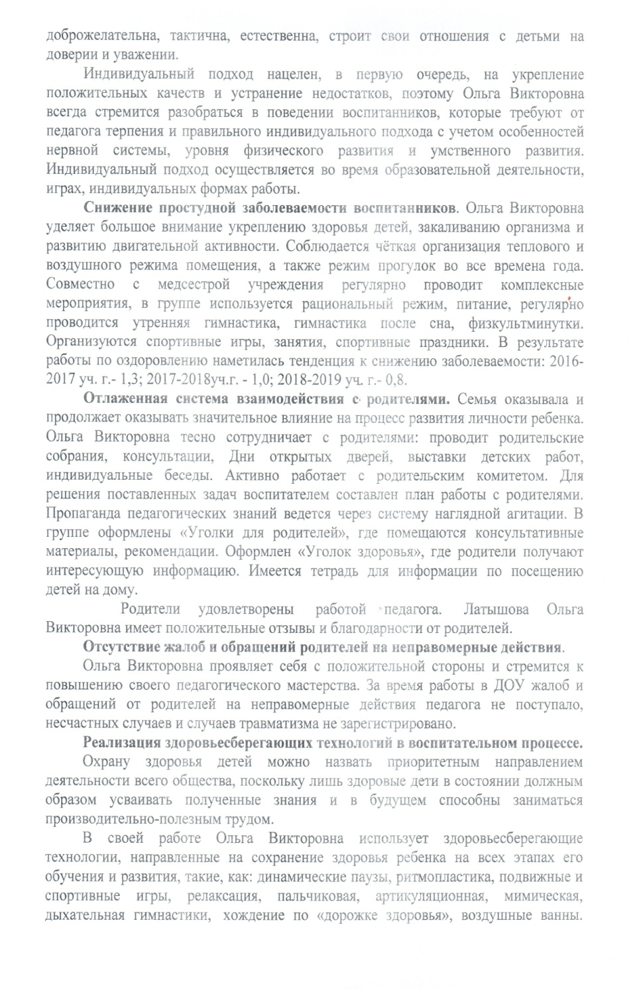 доброжелательна, тактична, естественна, строит свои отношения с детьми на
доверии и уважении.
Индивидуальный подход нацелен, в первую очередь, на укрепление
положительных качеств и устранение недостатков, поэтому Ольга Викторовна
всегда стремится разобраться в поведении воспитанников, которые требуют от
педагога терпения и правильного индивидуального подхода с учетом особенностей
нервной системы, уровня физического развития и умственного развития.
Индивидуальный подход осуществляется во время образовательной деятельности,
играх, индивидуальных формах работы.
Снижение простудной заболеваемости воспитанников. Ольга Викторовна
уделяет большое внимание укреплению здоровья детей, закаливанию организма и
развитию двигательной активности. Соблюдается чёткая организация теплового и
воздушного режима помещения, а также режим прогулок во все времена года.
Совместно с медсестрой учреждения регулярно проводит комплексные
мероприятия, в группе используется рациональный режим, питание, регулярно
проводится утренняя гимнастика, гимнастика после сна, физкультминутки.
Организуются спортивные игры, занятия, спортивные праздники. В результате
работы по оздоровлению наметилась тенденция к снижению заболеваемости: 2016-
2017 уч. г.- 1,3; 2017-2018уч.г. - 1,0; 2018-2019 уч. г.- 0,8.
Отлаженная система взаимодействия с родителями. Семья оказывала и
продолжает оказывать значительное влияние на процесс развития личности ребенка.
Ольга Викторовна тесно сотрудничает с родителями: проводит родительские
собрания, консультации, Дни открытых дверей, выставки детских работ,
индивидуальные беседы. Активно работает с родительским комитетом. Для
решения поставленных задач воспитателем составлен план работы с родителями.
Пропаганда педагогических знаний ведется через систему наглядной агитации. В
группе оформлены «Уголки для родителей», где помещаются консультативные
материалы, рекомендации. Оформлен «Уголок здоровья», где родители получают
интересующую информацию. Имеется тетрадь для информации по посещению
детей на дому.
Родители удовлетворены работой педагога. Латышова Ольга
Викторовна имеет положительные отзывы и благодарности от родителей.
Отсутствие жалоб и обращений родителей на неправомерные действия.
Ольга Викторовна проявляет себя с положительной стороны и стремится к
повышению своего педагогического мастерства. За время работы в ДОУ жалоб и
обращений от родителей на неправомерные действия педагога не поступало,
несчастных случаев и случаев травматизма не зарегистрировано.
Реализация здоровьесберегающих технологий в воспитательном процессе.
Охрану здоровья детей можно назвать приоритетным направлением
деятельности всего общества, поскольку лишь здоровые дети в состоянии должным
образом усваивать полученные знания и в будущем способны заниматься
производительно-полезным трудом.
В своей работе Ольга Викторовна использует здоровьесберегающие
технологии, направленные на сохранение здоровья ребенка на всех этапах его
обучения и развития, такие, как: динамические паузы, ритмопластика, подвижные и
спортивные игры, релаксация, пальчиковая, артикуляционная, мимическая,
дыхательная гимнастики, хождение по «дорожке здоровья», воздушные ванны.